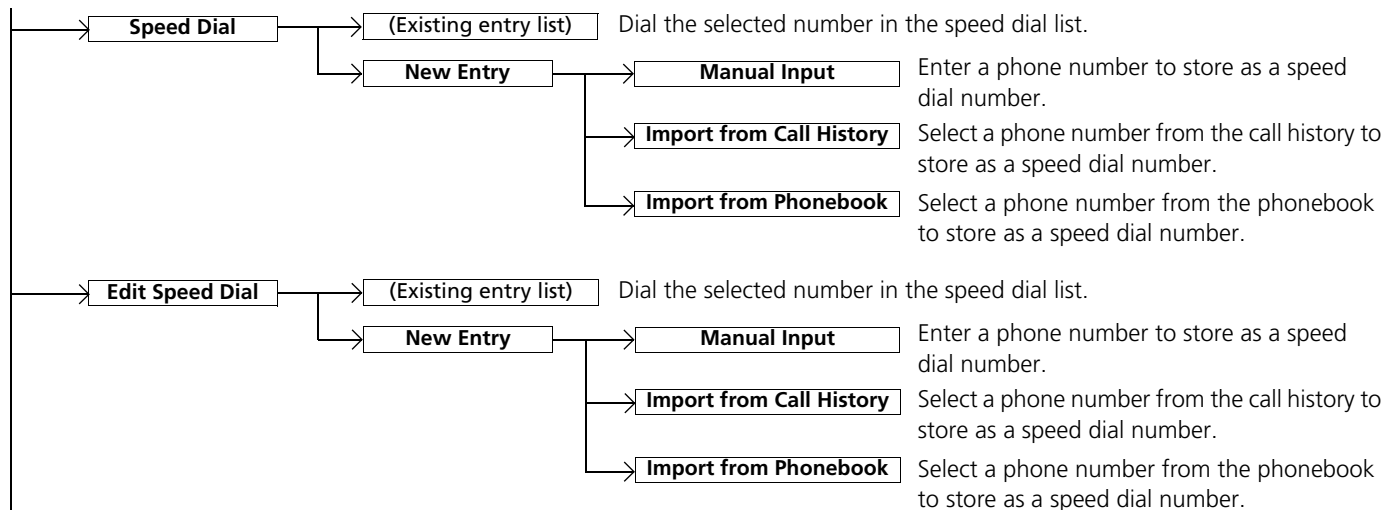 Speed Dial (Existing entry list) Dial the selected number in the speed dial list.
New Entry Manual Input Enter a phone number to store as a speed
dial number.
Import from Call History Select a phone number from the call history to
store as a speed dial number.
Import from Phonebook Select a phone number from the phonebook
to store as a speed dial number.
Edit Speed Dial (Existing entry list) Dial the selected number in the speed dial list.
New Entry Manual Input Enter a phone number to store as a speed
dial number.
Import from Call History Select a phone number from the call history to
store as a speed dial number.
Import from Phonebook Select a phone number from the phonebook
to store as a speed dial number.